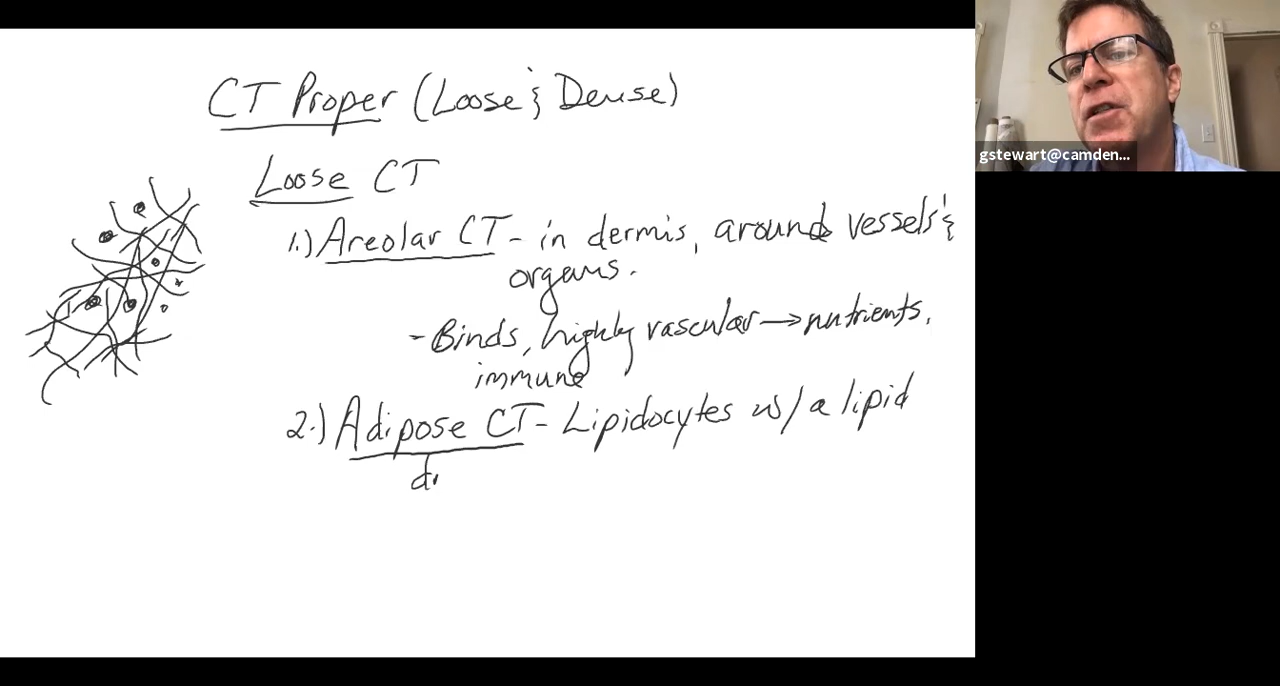 CT Proper (Loose & Dense)
Loose CT
1.) Areolar CT - in dermis, around vessels &
organs.
- Binds, highly vascular → nutrients,
immune
2.) Adipose CT - Lipidocytes w/ a lipid
dr
gstewart@camden...